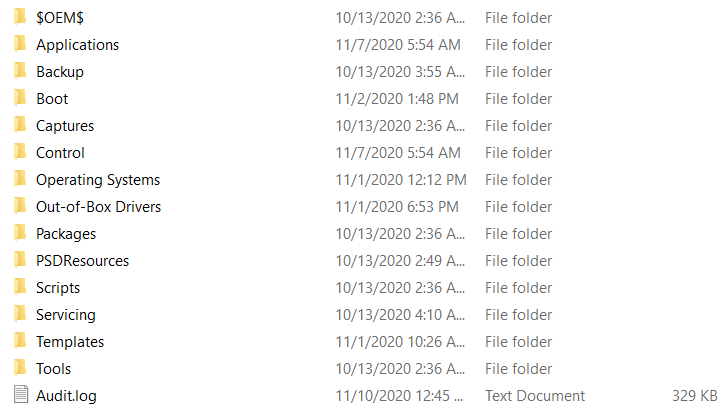 $OEM$ 10/13/2020 2:36 A... File folder
Applications 11/7/2020 5:54 AM File folder
Backup 10/13/2020 3:55 A... File folder
Boot 11/2/2020 1:48 PM File folder
Captures 10/13/2020 2:36 A... File folder
Control 11/7/2020 5:54 AM File folder
Operating Systems 11/1/2020 12:12 PM File folder
Out-of-Box Drivers 11/1/2020 6:53 PM File folder
Packages 10/13/2020 2:36 A... File folder
PSDResources 10/13/2020 2:49 A... File folder
Scripts 10/13/2020 2:36 A... File folder
Servicing 10/13/2020 4:10 A... File folder
Templates 11/1/2020 10:26 A... File folder
Tools 10/13/2020 2:36 A... File folder
Audit.log 11/10/2020 12:45 ... Text Document 329 KB